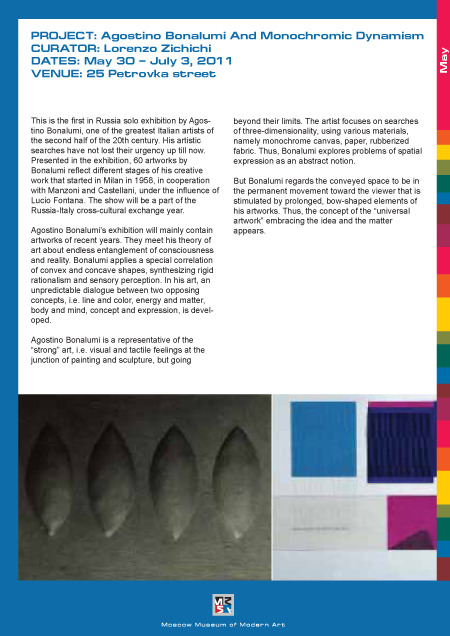 PROJECT: Agostino Bonalumi And Monochromic Dynamism
CURATOR: Lorenzo Zichichi
DATES: May 30 – July 3, 2011
VENUE: 25 Petrovka street
May
This is the first in Russia solo exhibition by Agos-
tino Bonalumi, one of the greatest Italian artists of
the second half of the 20th century. His artistic
searches have not lost their urgency up till now.
Presented in the exhibition, 60 artworks by
Bonalumi reflect different stages of his creative
work that started in Milan in 1958, in cooperation
with Manzoni and Castellani, under the influence of
Lucio Fontana. The show will be a part of the
Russia-Italy cross-cultural exchange year.
Agostino Bonalumi's exhibition will mainly contain
artworks of recent years. They meet his theory of
art about endless entanglement of consciousness
and reality. Bonalumi applies a special correlation
of convex and concave shapes, synthesizing rigid
rationalism and sensory perception. In his art, an
unpredictable dialogue between two opposing
concepts, i.e. line and color, energy and matter,
body and mind, concept and expression, is devel-
oped.
Agostino Bonalumi is a representative of the
“strong” art, i.e. visual and tactile feelings at the
junction of painting and sculpture, but going
beyond their limits. The artist focuses on searches
of three-dimensionality, using various materials,
namely monochrome canvas, paper, rubberized
fabric. Thus, Bonalumi explores problems of spatial
expression as an abstract notion.
But Bonalumi regards the conveyed space to be in
the permanent movement toward the viewer that is
stimulated by prolonged, bow-shaped elements of
his artworks. Thus, the concept of the “universal
artwork” embracing the idea and the matter
appears.
Moscow Museum of Modern Art